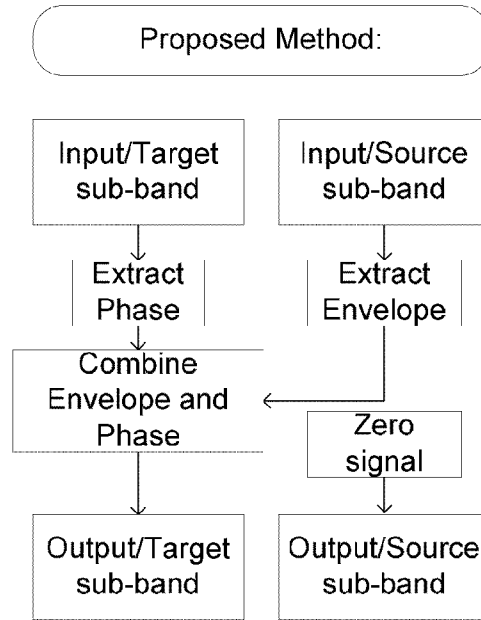 Proposed Method:
Input/Target
sub-band
Input/Source
sub-band
Extract
Phase
Extract
Envelope
Combine
Envelope and
Phase
Zero
signal
Output/Target
sub-band
Output/Source
sub-band